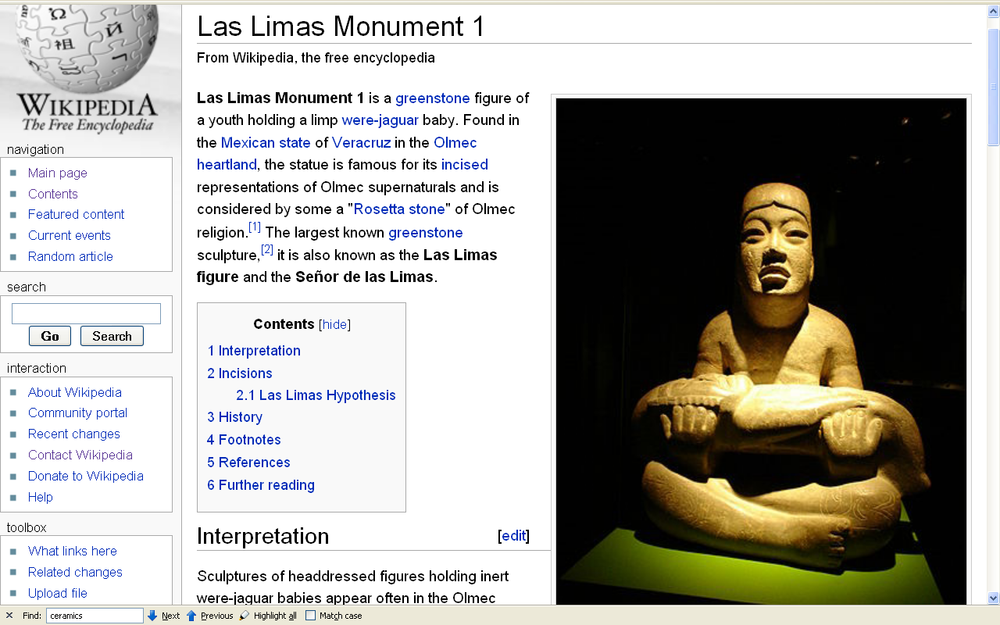 Ω
И
祖
WIKIPEDIA
The Free Encyclopedia
navigation
Main page
Contents
Featured content
Current events
Random article
search
Go Search
interaction
About Wikipedia
Community portal
Recent changes
Contact Wikipedia
Donate to Wikipedia
Help
toolbox
What links here
Related changes
Upload file
Las Limas Monument 1
From Wikipedia, the free encyclopedia
Las Limas Monument 1 is a greenstone figure of
a youth holding a limp were-jaguar baby. Found in
the Mexican state of Veracruz in the Olmec
heartland, the statue is famous for its incised
representations of Olmec supernaturals and is
considered by some a "Rosetta stone" of Olmec
religion.[1] The largest known greenstone
sculpture,[2] it is also known as the Las Limas
figure and the Señor de las Limas.
Contents [hide]
1 Interpretation
2 Incisions
2.1 Las Limas Hypothesis
3 History
4 Footnotes
5 References
6 Further reading
Interpretation [edit]
Sculptures of headdressed figures holding inert
were-jaguar babies appear often in the Olmec
Find: ceramics Next Previous Highlight all Match case